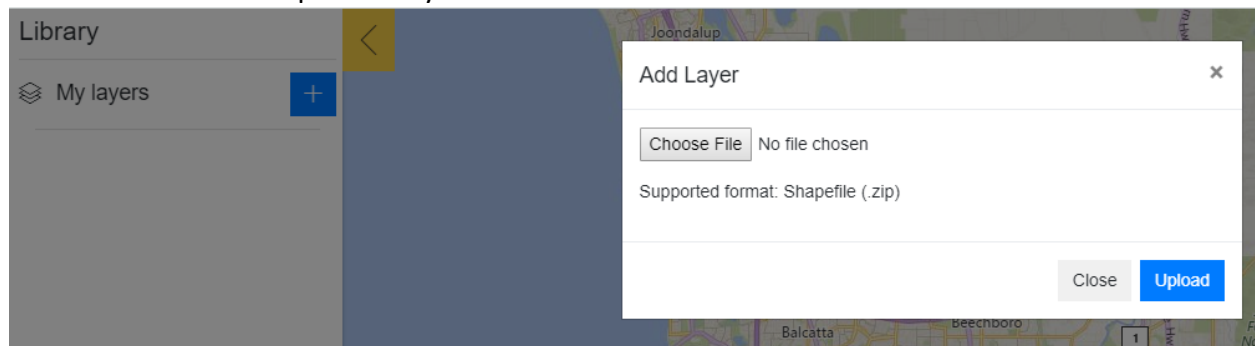 Library
My layers
Joondalup
Add Layer
×
Choose File No file chosen
Supported format: Shapefile (.zip)
Close Upload
Balcatta
Beechboro
1